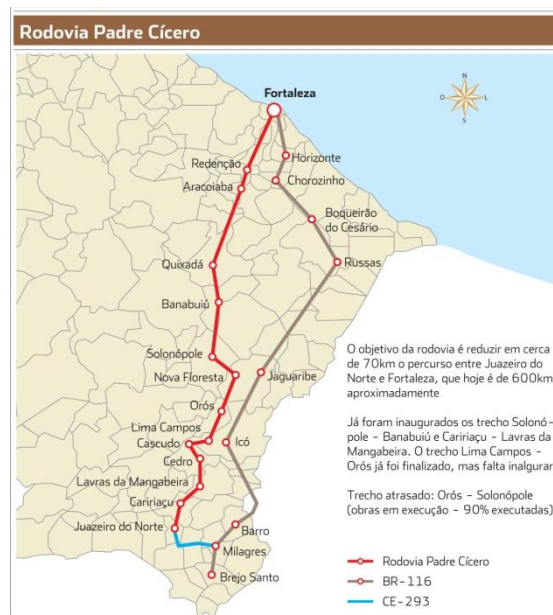 Rodovia Padre Cícero
N
O
L
S
Fortaleza
Horizonte
Redenção
Chorozinho
Aracoiaba
Boqueirão
do Cesário
Quixadá
Russas
Banabuiú
Solonópole
Nova Floresta
Jaguaribe
Orós
Lima Campos
Cascudo
Icó
Cedro
Lavras da Mangabeira
Caririaçu
Juazeiro do Norte
Barro
Milagres
Brejo Santo
O objetivo da rodovia é reduzir em cerca
de 70km o percurso entre Juazeiro do
Norte e Fortaleza, que hoje é de 600km
aproximadamente
Já foram inaugurados os trecho Solonó-
pole - Banabuiú e Caririaçu - Lavras da
Mangabeira. O trecho Lima Campos -
Orós já foi finalizado, mas falta inalgurar
Trecho atrasado: Orós - Solonópole
(obras em execução - 90% executadas)
Rodovia Padre Cícero
BR-116
CE-293